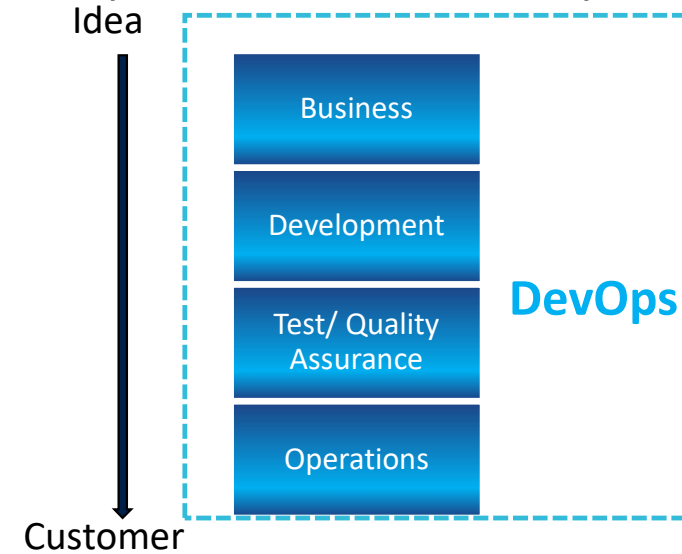 Idea
Business
Development
DevOps
Test/ Quality
Assurance
Operations
Customer